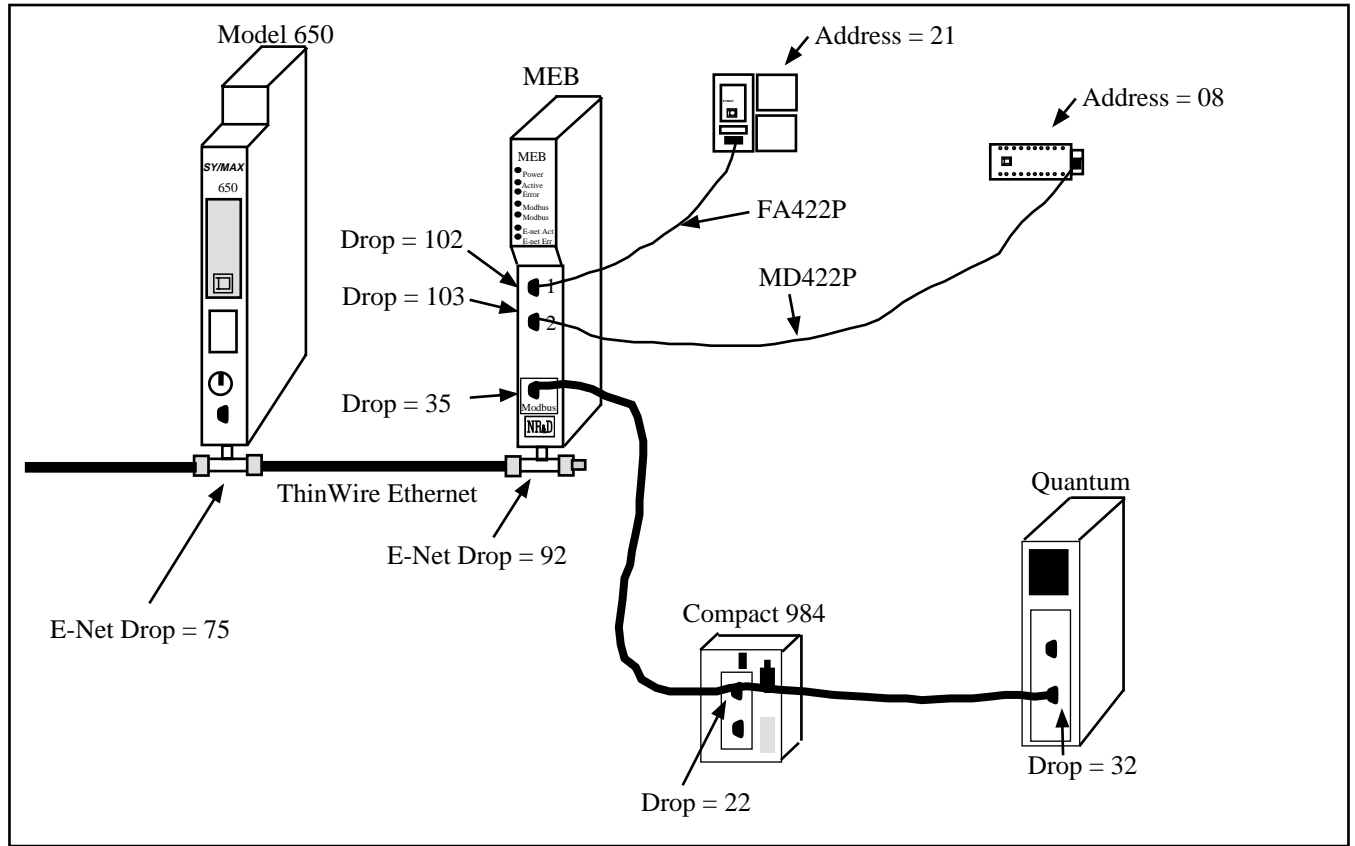 Model 650
SY/MAX
650
MEB
MEB
Power
Active
Error
Modbus
Modbus
E-net Act
E-net Err
1
2
Modbus
NR&D
Address = 21
Address = 08
FA422P
MD422P
Drop = 102
Drop = 103
Drop = 35
ThinWire Ethernet
E-Net Drop = 92
E-Net Drop = 75
Quantum
Compact 984
Drop = 32
Drop = 22